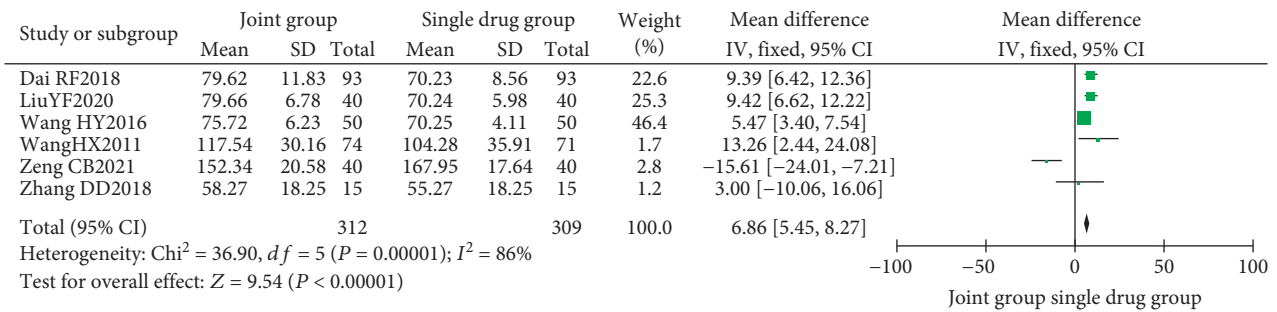 Study or subgroup Joint group Single drug group Weight (%) Mean difference Mean difference
Mean SD Total Mean SD Total IV, fixed, 95% CI IV, fixed, 95% CI
Dai RF2018 79.62 11.83 93 70.23 8.56 93 22.6 9.39 [6.42, 12.36]
LiuYF2020 79.66 6.78 40 70.24 5.98 40 25.3 9.42 [6.62, 12.22]
Wang HY2016 75.72 6.23 50 70.25 4.11 50 46.4 5.47 [3.40, 7.54]
WangHX2011 117.54 30.16 74 104.28 35.91 71 1.7 13.26 [2.44, 24.08]
Zeng CB2021 152.34 20.58 40 167.95 17.64 40 2.8 −15.61 [−24.01, −7.21]
Zhang DD2018 58.27 18.25 15 55.27 18.25 15 1.2 3.00 [−10.06, 16.06]
Total (95% CI) 312 309 100.0 6.86 [5.45, 8.27]
Heterogeneity: Chi² = 36.90, df = 5 (P = 0.00001); I² = 86%
Test for overall effect: Z = 9.54 (P < 0.00001)
−100 −50 0 50 100
Joint group single drug group